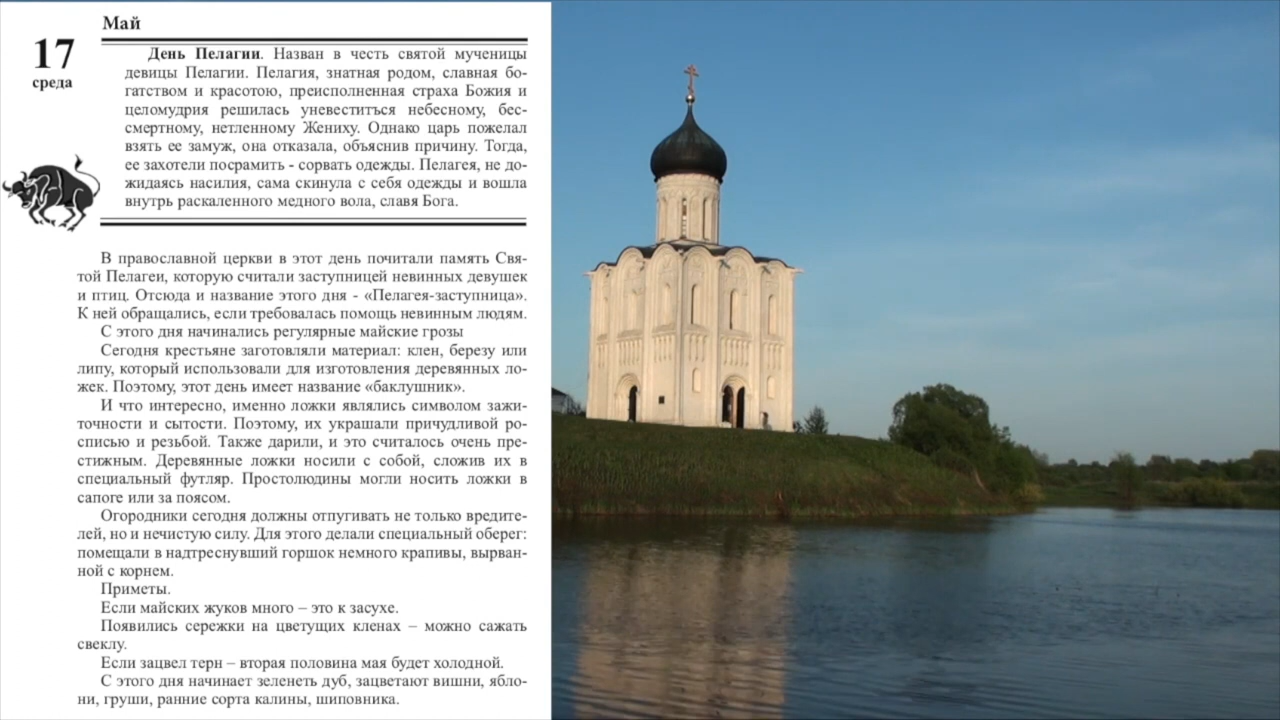 Май
17
среда
День Пелагии. Назван в честь святой мученицы
девицы Пелагии. Пелагия, знатная родом, славная бо-
гатством и красотою, преисполненная страха Божия и
целомудрия решилась уневеститься небесному, бес-
смертному, нетленному Жениху. Однако царь пожелал
взять ее замуж, она отказала, объяснив причину. Тогда,
ее захотели посрамить - сорвать одежды. Пелагея, не до-
жидаясь насилия, сама скинула с себя одежды и вошла
внутрь раскаленного медного вола, славя Бога.
В православной церкви в этот день почитали память Свя-
той Пелагеи, которую считали заступницей невинных девушек
и птиц. Отсюда и название этого дня - «Пелагея-заступница».
К ней обращались, если требовалась помощь невинным людям.
С этого дня начинались регулярные майские грозы
Сегодня крестьяне заготовляли материал: клен, березу или
липу, который использовали для изготовления деревянных ло-
жек. Поэтому, этот день имеет название «баклушник».
И что интересно, именно ложки являлись символом зажи-
точности и сытости. Поэтому, их украшали причудливой ро-
списью и резьбой. Также дарили, и это считалось очень пре-
стижным. Деревянные ложки носили с собой, сложив их в
специальный футляр. Простолюдины могли носить ложки в
сапоге или за поясом.
Огородники сегодня должны отпугивать не только вредите-
лей, но и нечистую силу. Для этого делали специальный оберег:
помещали в надтреснувший горшок немного крапивы, вырван-
ной с корнем.
Приметы.
Если майских жуков много – это к засухе.
Появились сережки на цветущих кленах – можно сажать
свеклу.
Если зацвел терн – вторая половина мая будет холодной.
С этого дня начинает зеленеть дуб, зацветают вишни, ябло-
ни, груши, ранние сорта калины, шиповника.